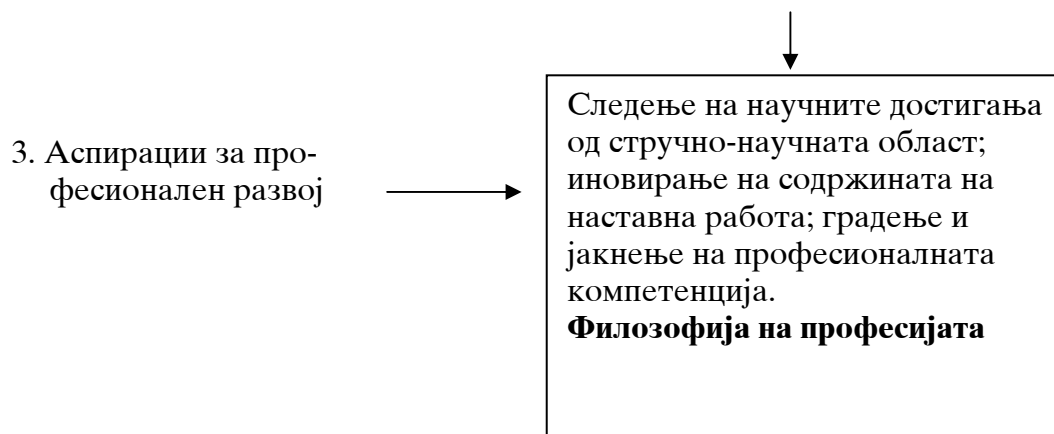 3. Аспирации за про-
фесионален развој
Следење на научните достигања
од стручно-научната област;
иновирање на содржината на
наставна работа; градење и
јакнење на професионалната
компетенција.
Филозофија на професијата